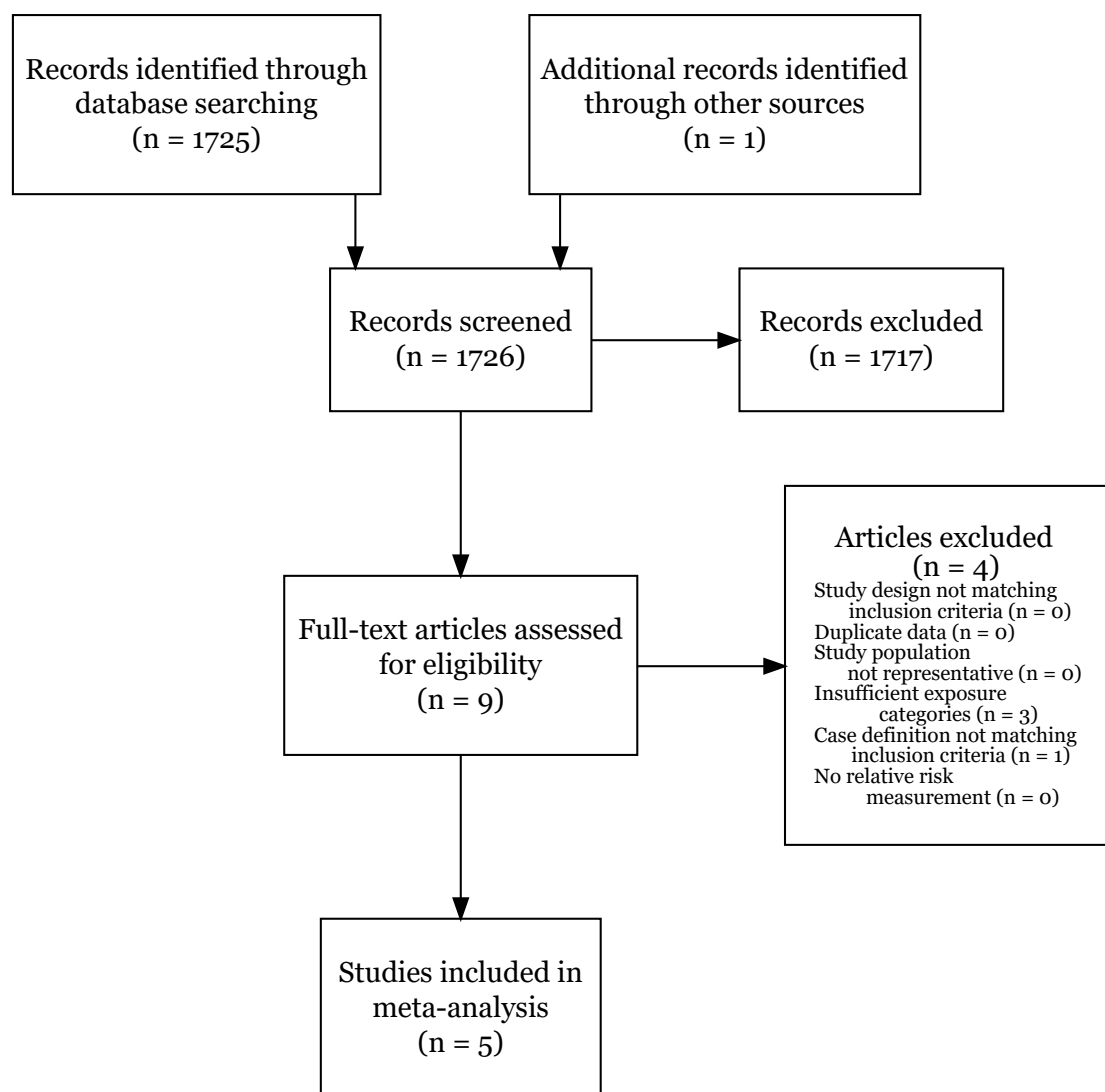 Records identified through
database searching
(n = 1725)
Additional records identified
through other sources
(n = 1)
Records screened
(n = 1726)
Records excluded
(n = 1717)
Full-text articles assessed
for eligibility
(n = 9)
Articles excluded
(n = 4)
Study design not matching
inclusion criteria (n = 0)
Duplicate data (n = 0)
Study population
not representative (n = 0)
Insufficient exposure
categories (n = 3)
Case definition not matching
inclusion criteria (n = 1)
No relative risk
measurement (n = 0)
Studies included in
meta-analysis
(n = 5)